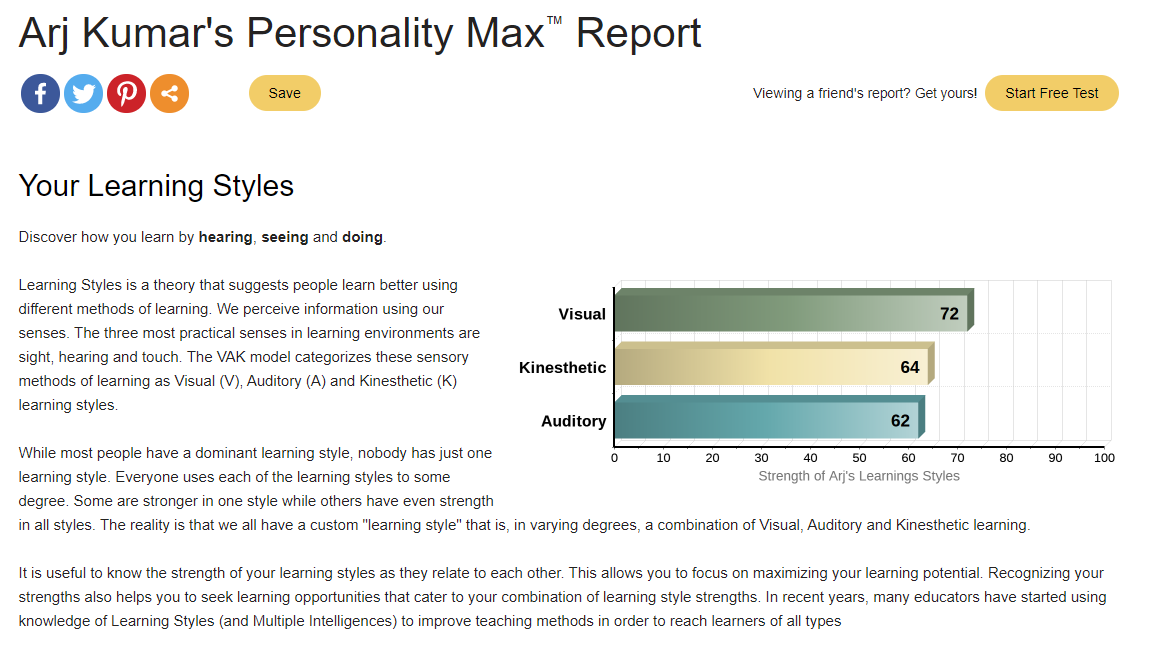 Arj Kumar's Personality Max™ Report
Save
Viewing a friend's report? Get yours!
Start Free Test
Your Learning Styles
Discover how you learn by hearing, seeing and doing.
Learning Styles is a theory that suggests people learn better using
different methods of learning. We perceive information using our
senses. The three most practical senses in learning environments are
sight, hearing and touch. The VAK model categorizes these sensory
methods of learning as Visual (V), Auditory (A) and Kinesthetic (K)
learning styles.
While most people have a dominant learning style, nobody has just one
learning style. Everyone uses each of the learning styles to some
degree. Some are stronger in one style while others have even strength
in all styles. The reality is that we all have a custom "learning style" that is, in varying degrees, a combination of Visual, Auditory and Kinesthetic learning.
Visual 72
Kinesthetic 64
Auditory 62
0 10 20 30 40 50 60 70 80 90 100
Strength of Arj's Learnings Styles
It is useful to know the strength of your learning styles as they relate to each other. This allows you to focus on maximizing your learning potential. Recognizing your
strengths also helps you to seek learning opportunities that cater to your combination of learning style strengths. In recent years, many educators have started using
knowledge of Learning Styles (and Multiple Intelligences) to improve teaching methods in order to reach learners of all types